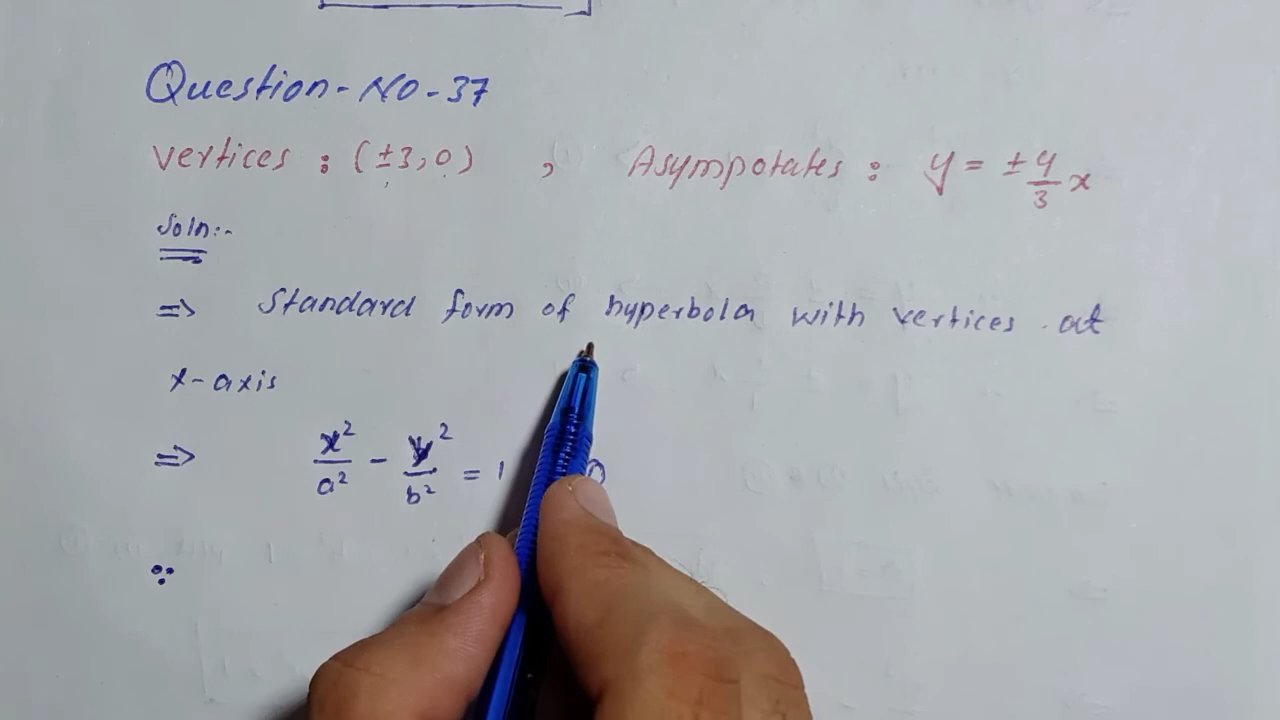 Question-No-37
vertices : (±3,0) , Asympotates : y = ±4/3 x
Soln:-
=> Standard form of hyperbola with vertices at
x-axis
=> x²/a² - y²/b² = 1
∵